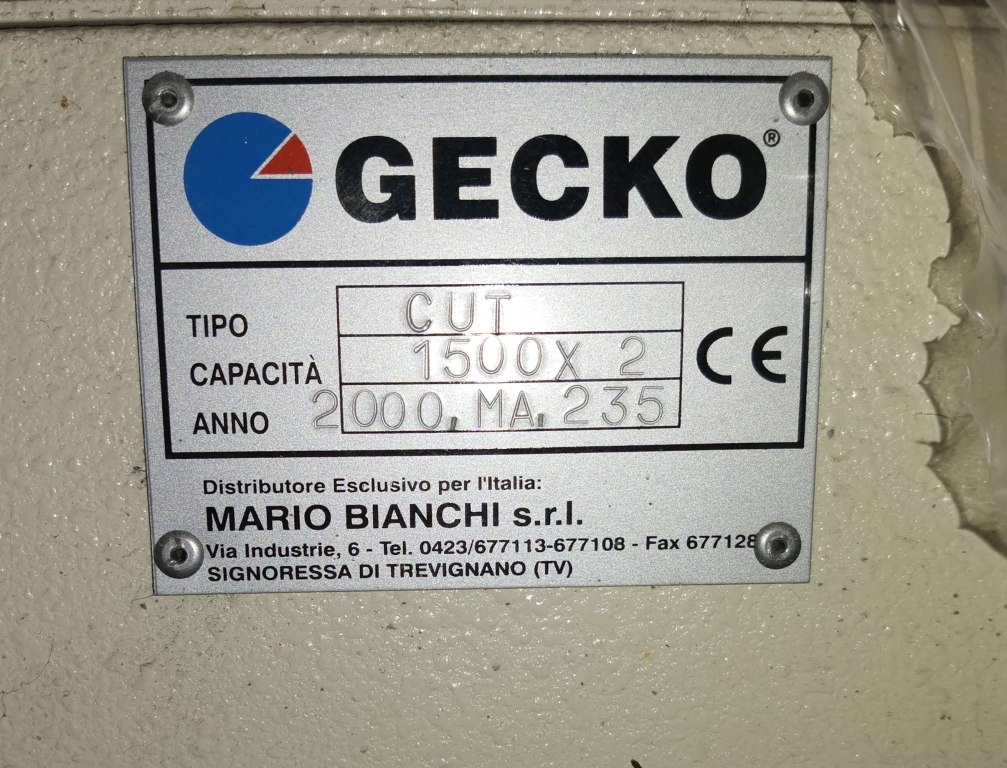 GECKO®
TIPO CUT
CAPACITÀ 1500X 2
ANNO 2000, MA, 235
CE
Distributore Esclusivo per l'Italia:
MARIO BIANCHI s.r.l.
Via Industrie, 6 - Tel. 0423/677113-677108 - Fax 677128
SIGNORESSA DI TREVIGNANO (TV)